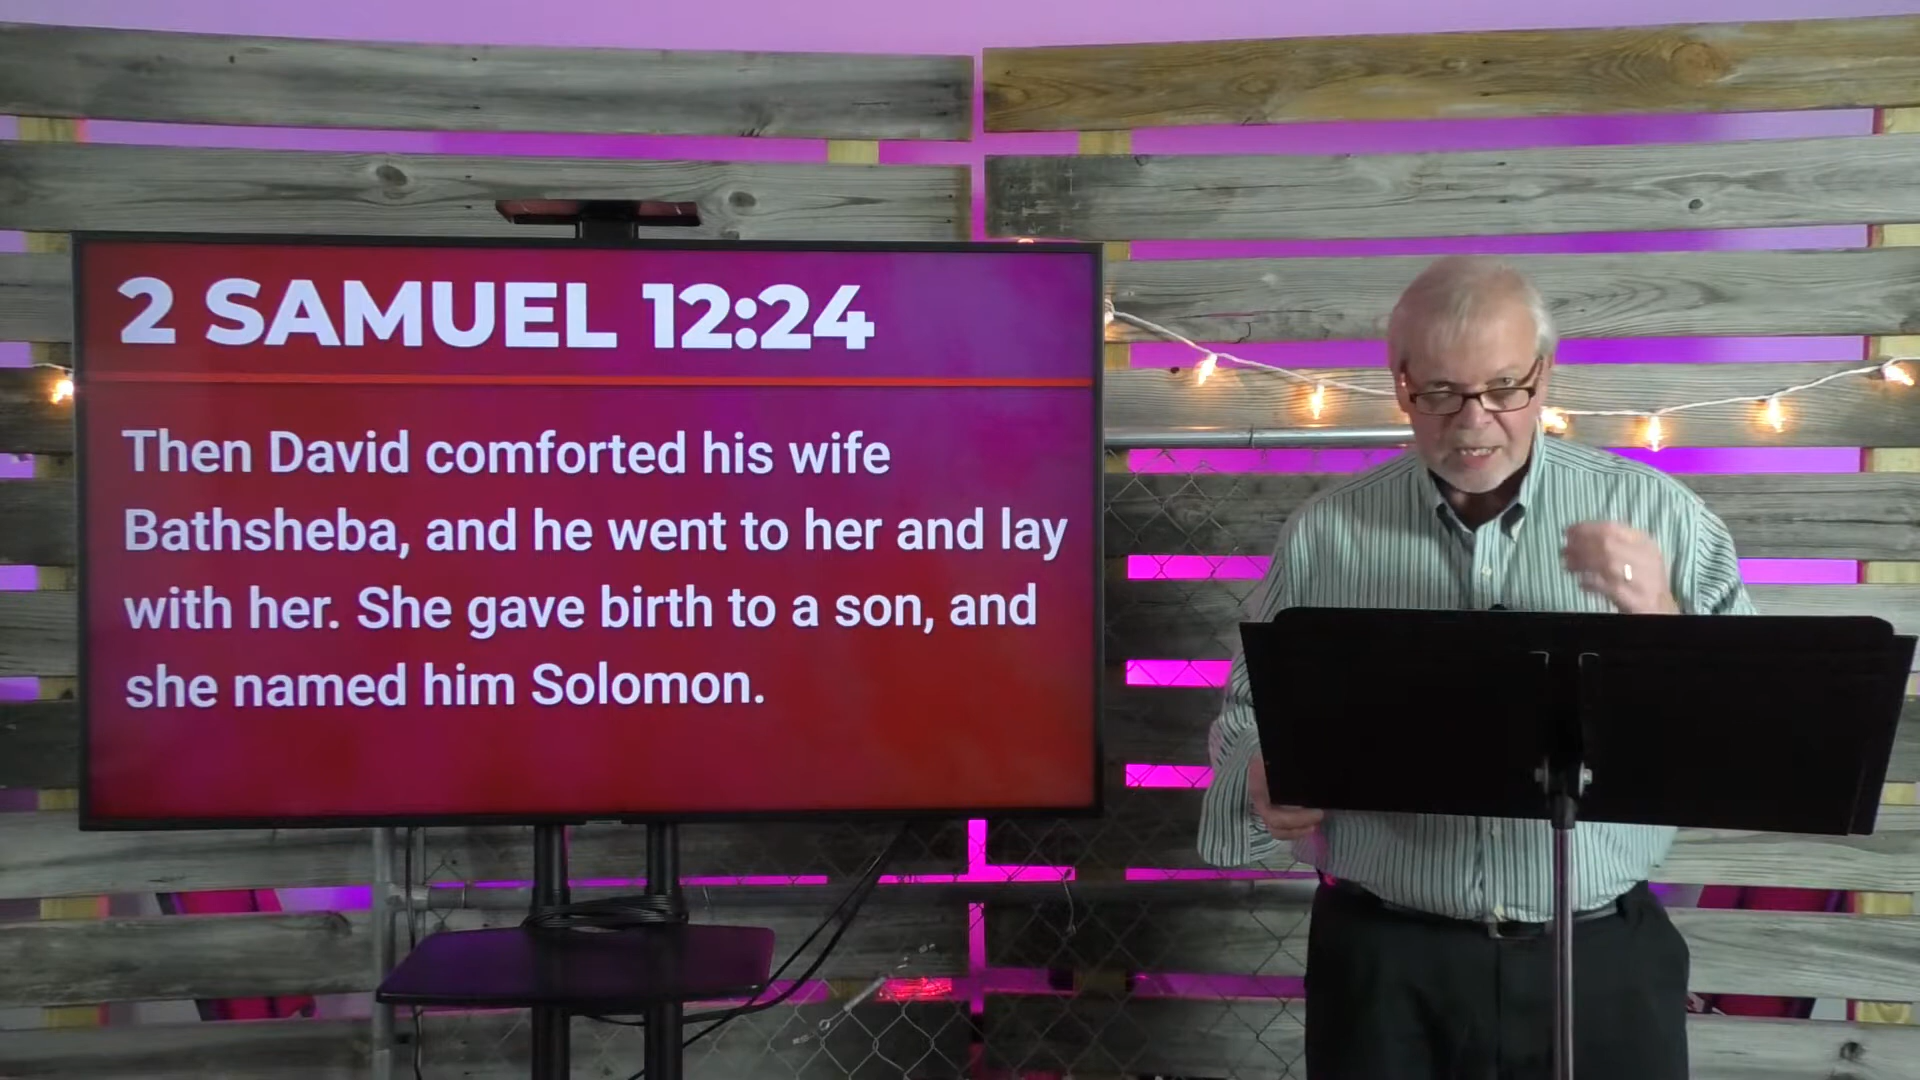 2 SAMUEL 12:24
Then David comforted his wife
Bathsheba, and he went to her and lay
with her. She gave birth to a son, and
she named him Solomon.